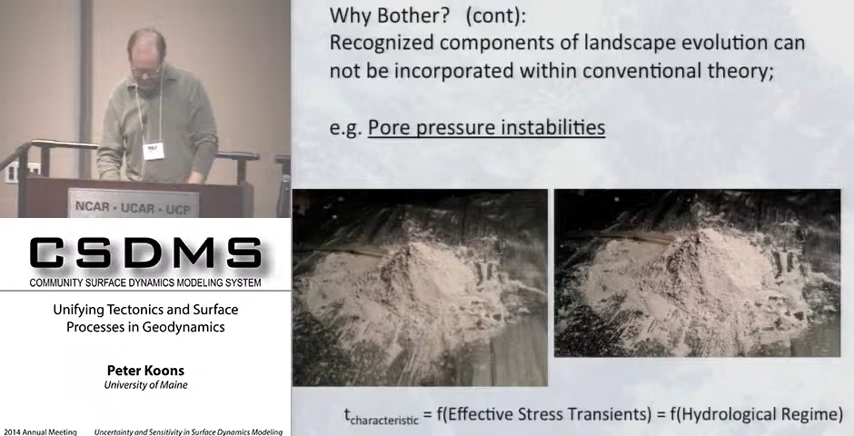 Why Bother? (cont):
Recognized components of landscape evolution can
not be incorporated within conventional theory;
e.g. Pore pressure instabilities
NCAR • UCAR • UCP
CSDMS
COMMUNITY SURFACE DYNAMICS MODELING SYSTEM
Unifying Tectonics and Surface
Processes in Geodynamics
Peter Koons
University of Maine
2014 Annual Meeting
Uncertainty and Sensitivity in Surface Dynamics Modeling
tcharacteristic = f(Effective Stress Transients) = f(Hydrological Regime)